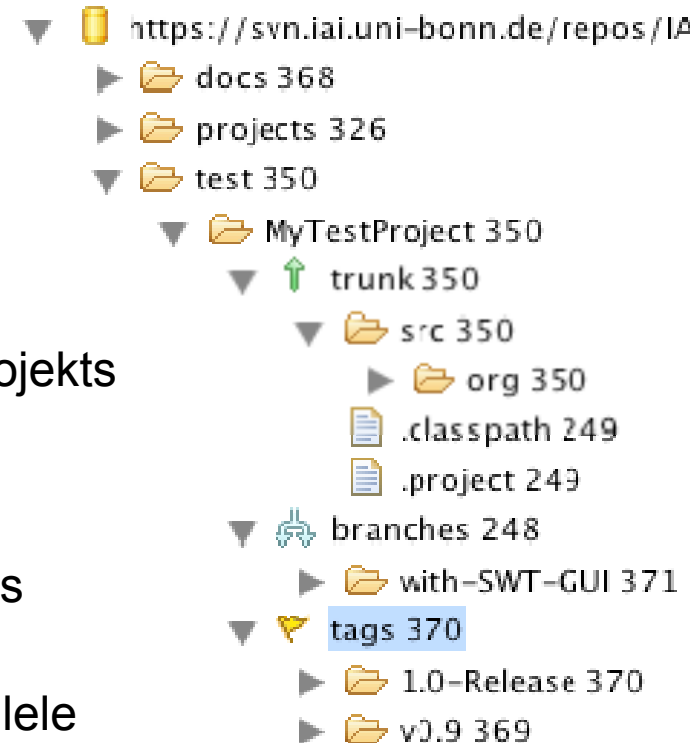 https://svn.iai.uni-bonn.de/repos/IA
docs 368
projects 326
test 350
MyTestProject 350
trunk 350
src 350
ojekts
org 350
.classpath 249
.project 249
branches 248
s
with-SWT-GUI 371
tags 370
1.0-Release 370
lele
v0.9 369